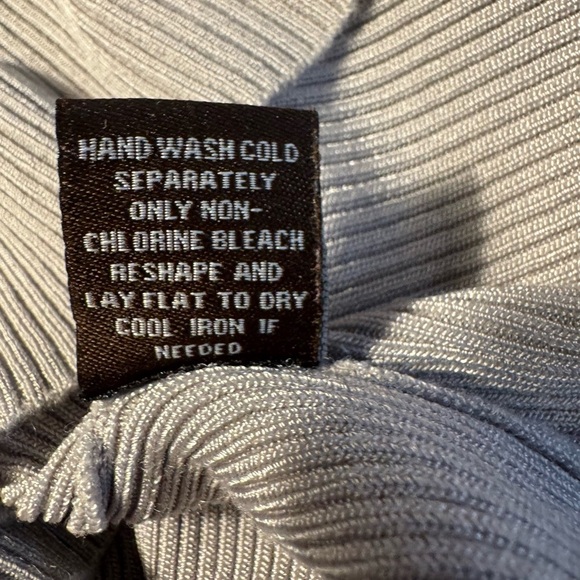 HAND WASH COLD
SEPARATELY
ONLY NON-
CHLORINE BLEACH
RESHAPE AND
LAY FLAT TO DRY
COOL IRON IF
NEEDED